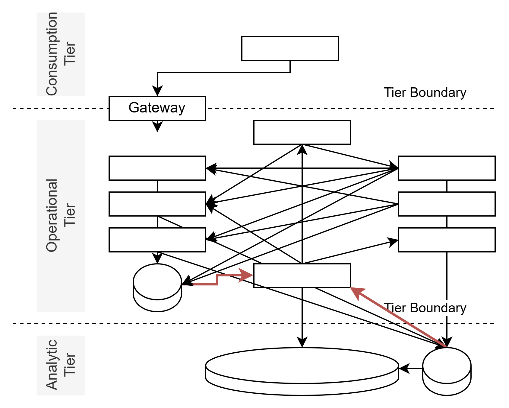 Consumption
Tier
Tier Boundary
Gateway
Operational
Tier
Tier Boundary
Analytic
Tier